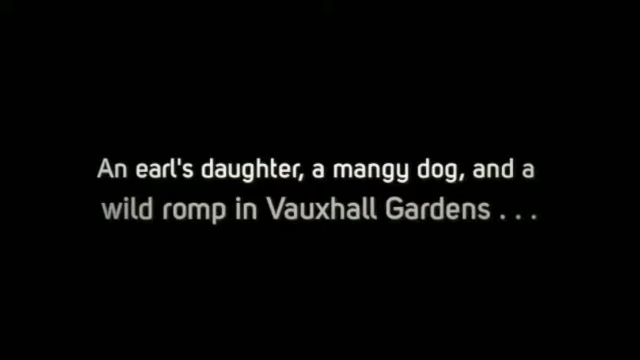 An earl's daughter, a mangy dog, and a
wild romp in Vauxhall Gardens . . .